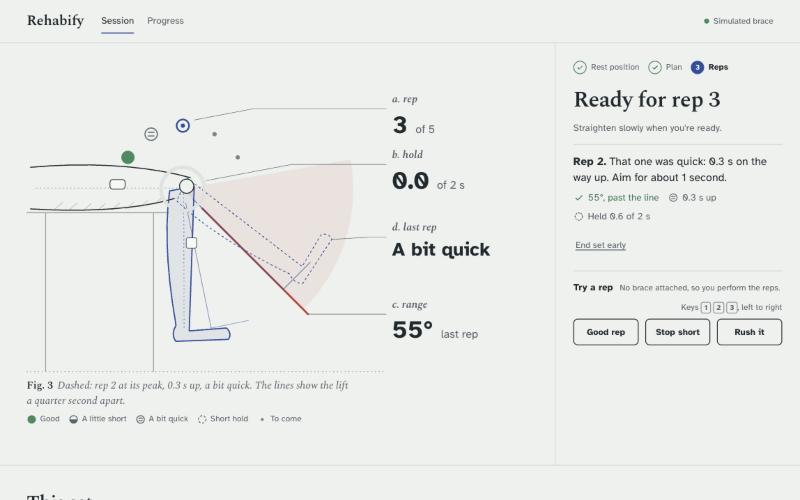 Rehabify
Session
Progress
Simulated brace
a. rep
3 of 5
b. hold
0.0 of 2 s
d. last rep
A bit quick
c. range
55° last rep
Fig. 3 Dashed: rep 2 at its peak, 0.3 s up, a bit quick. The lines show the lift
a quarter second apart.
Good
A little short
A bit quick
Short hold
To come
Rest position
Plan
3 Reps
Ready for rep 3
Straighten slowly when you're ready.
Rep 2. That one was quick: 0.3 s on the
way up. Aim for about 1 second.
55°, past the line
0.3 s up
Held 0.6 of 2 s
End set early
Try a rep No brace attached, so you perform the reps.
Keys 1 2 3, left to right
Good rep
Stop short
Rush it